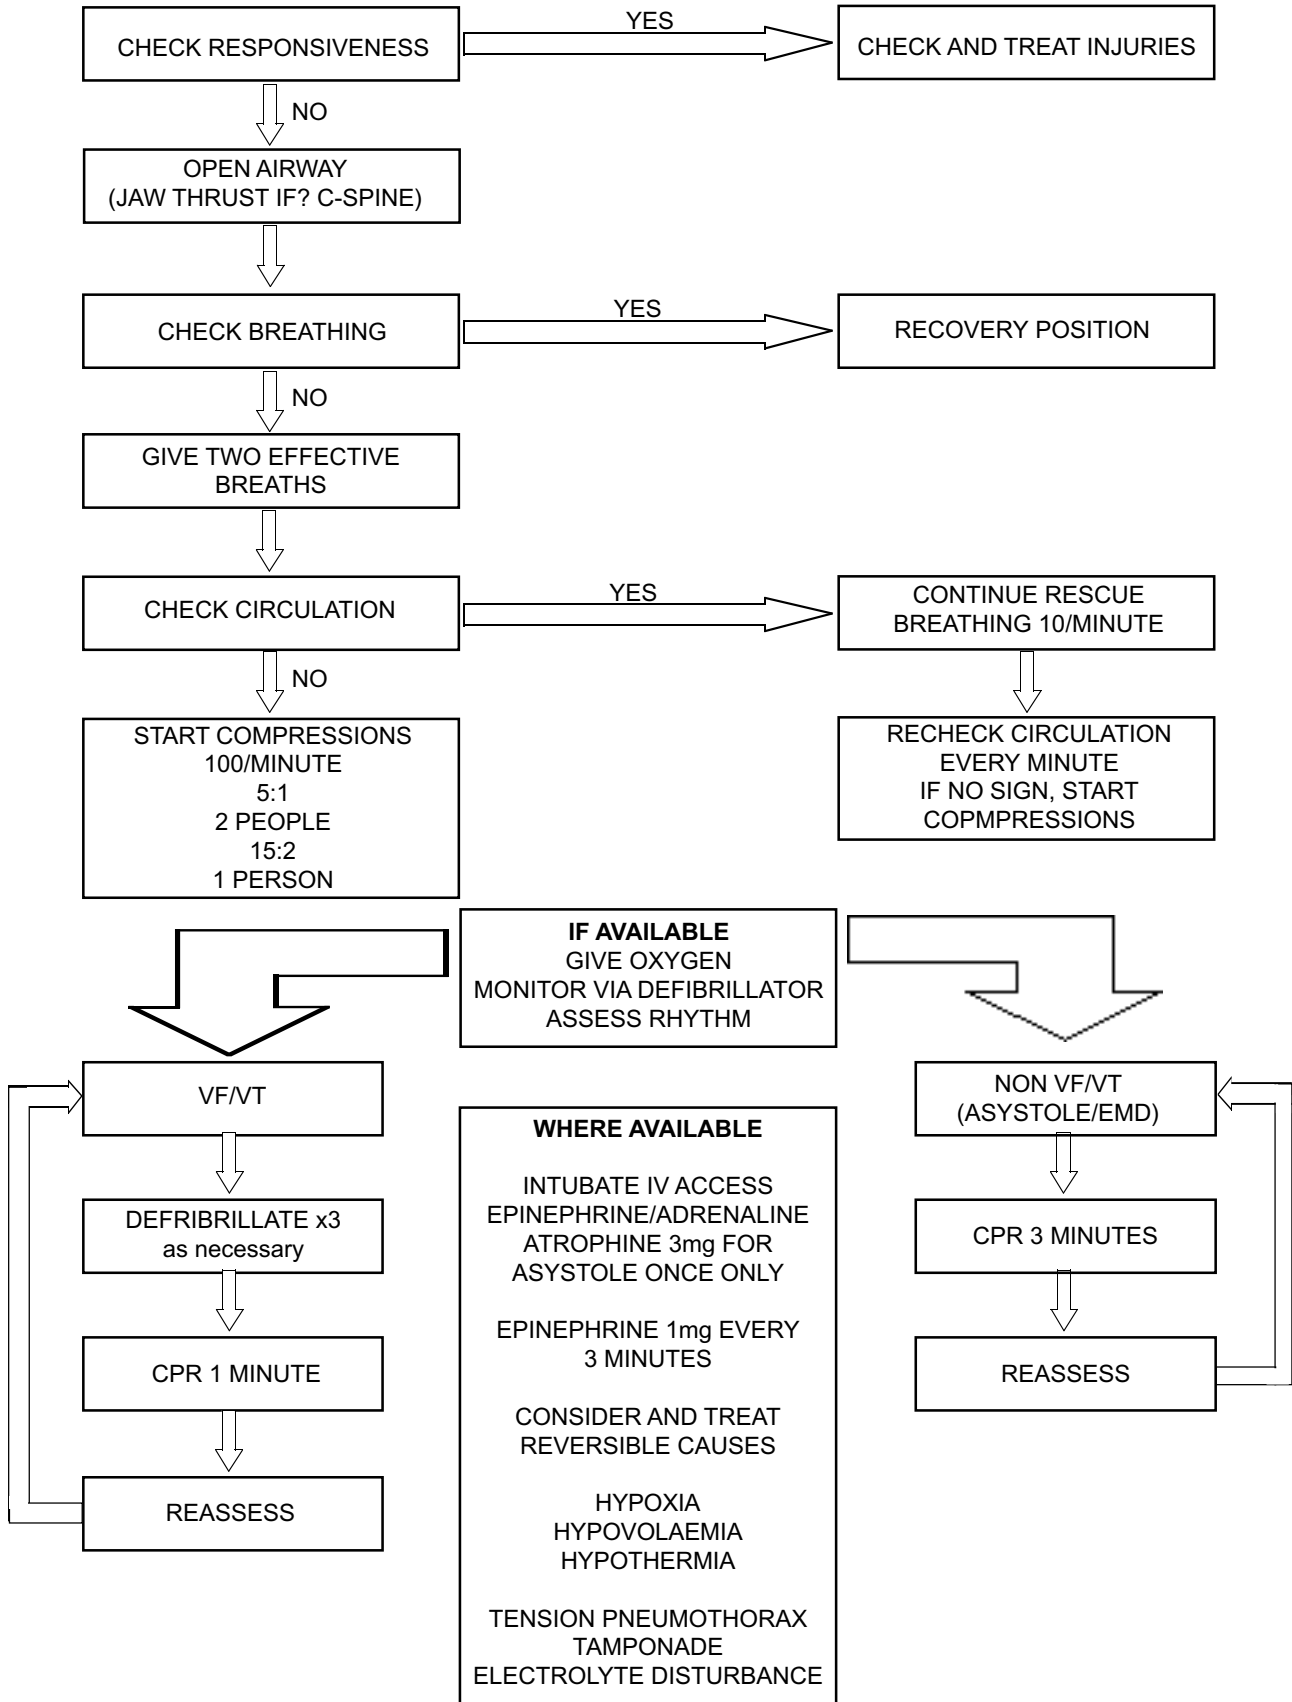 CHECK RESPONSIVENESS
YES
CHECK AND TREAT INJURIES
NO
OPEN AIRWAY
(JAW THRUST IF? C-SPINE)
CHECK BREATHING
YES
RECOVERY POSITION
NO
GIVE TWO EFFECTIVE
BREATHS
CHECK CIRCULATION
YES
CONTINUE RESCUE
BREATHING 10/MINUTE
NO
START COMPRESSIONS
100/MINUTE
5:1
2 PEOPLE
15:2
1 PERSON
RECHECK CIRCULATION
EVERY MINUTE
IF NO SIGN, START
COPMPRESSIONS
IF AVAILABLE
GIVE OXYGEN
MONITOR VIA DEFIBRILLATOR
ASSESS RHYTHM
VF/VT
DEFRIBRILLATE x3
as necessary
CPR 1 MINUTE
REASSESS
WHERE AVAILABLE
INTUBATE IV ACCESS
EPINEPHRINE/ADRENALINE
ATROPHINE 3mg FOR
ASYSTOLE ONCE ONLY
EPINEPHRINE 1mg EVERY
3 MINUTES
CONSIDER AND TREAT
REVERSIBLE CAUSES
HYPOXIA
HYPOVOLAEMIA
HYPOTHERMIA
TENSION PNEUMOTHORAX
TAMPONADE
ELECTROLYTE DISTURBANCE
NON VF/VT
(ASYSTOLE/EMD)
CPR 3 MINUTES
REASSESS